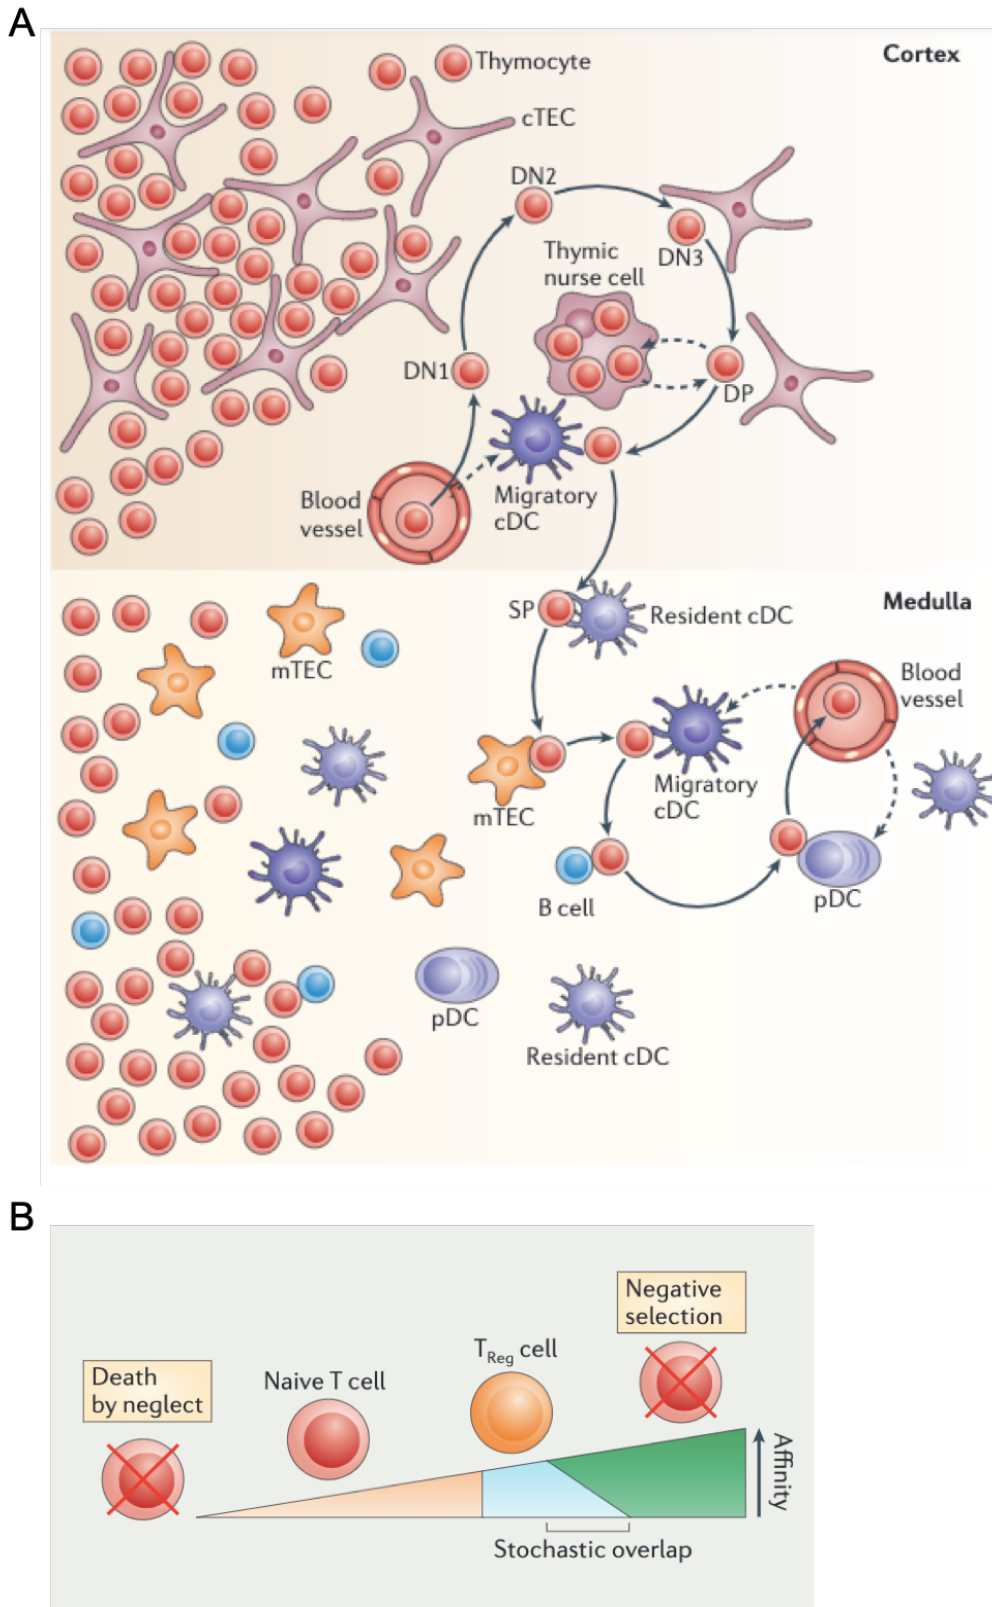 A
Cortex
Thymocyte
cTEC
DN2
DN3
Thymic
nurse cell
DN1
DP
Migratory
cDC
Blood
vessel
Medulla
SP
Resident cDC
mTEC
Blood
vessel
Migratory
cDC
mTEC
B cell
pDC
pDC
Resident cDC
B
Negative
selection
TReg cell
Naive T cell
Death
by neglect
Affinity
Stochastic overlap